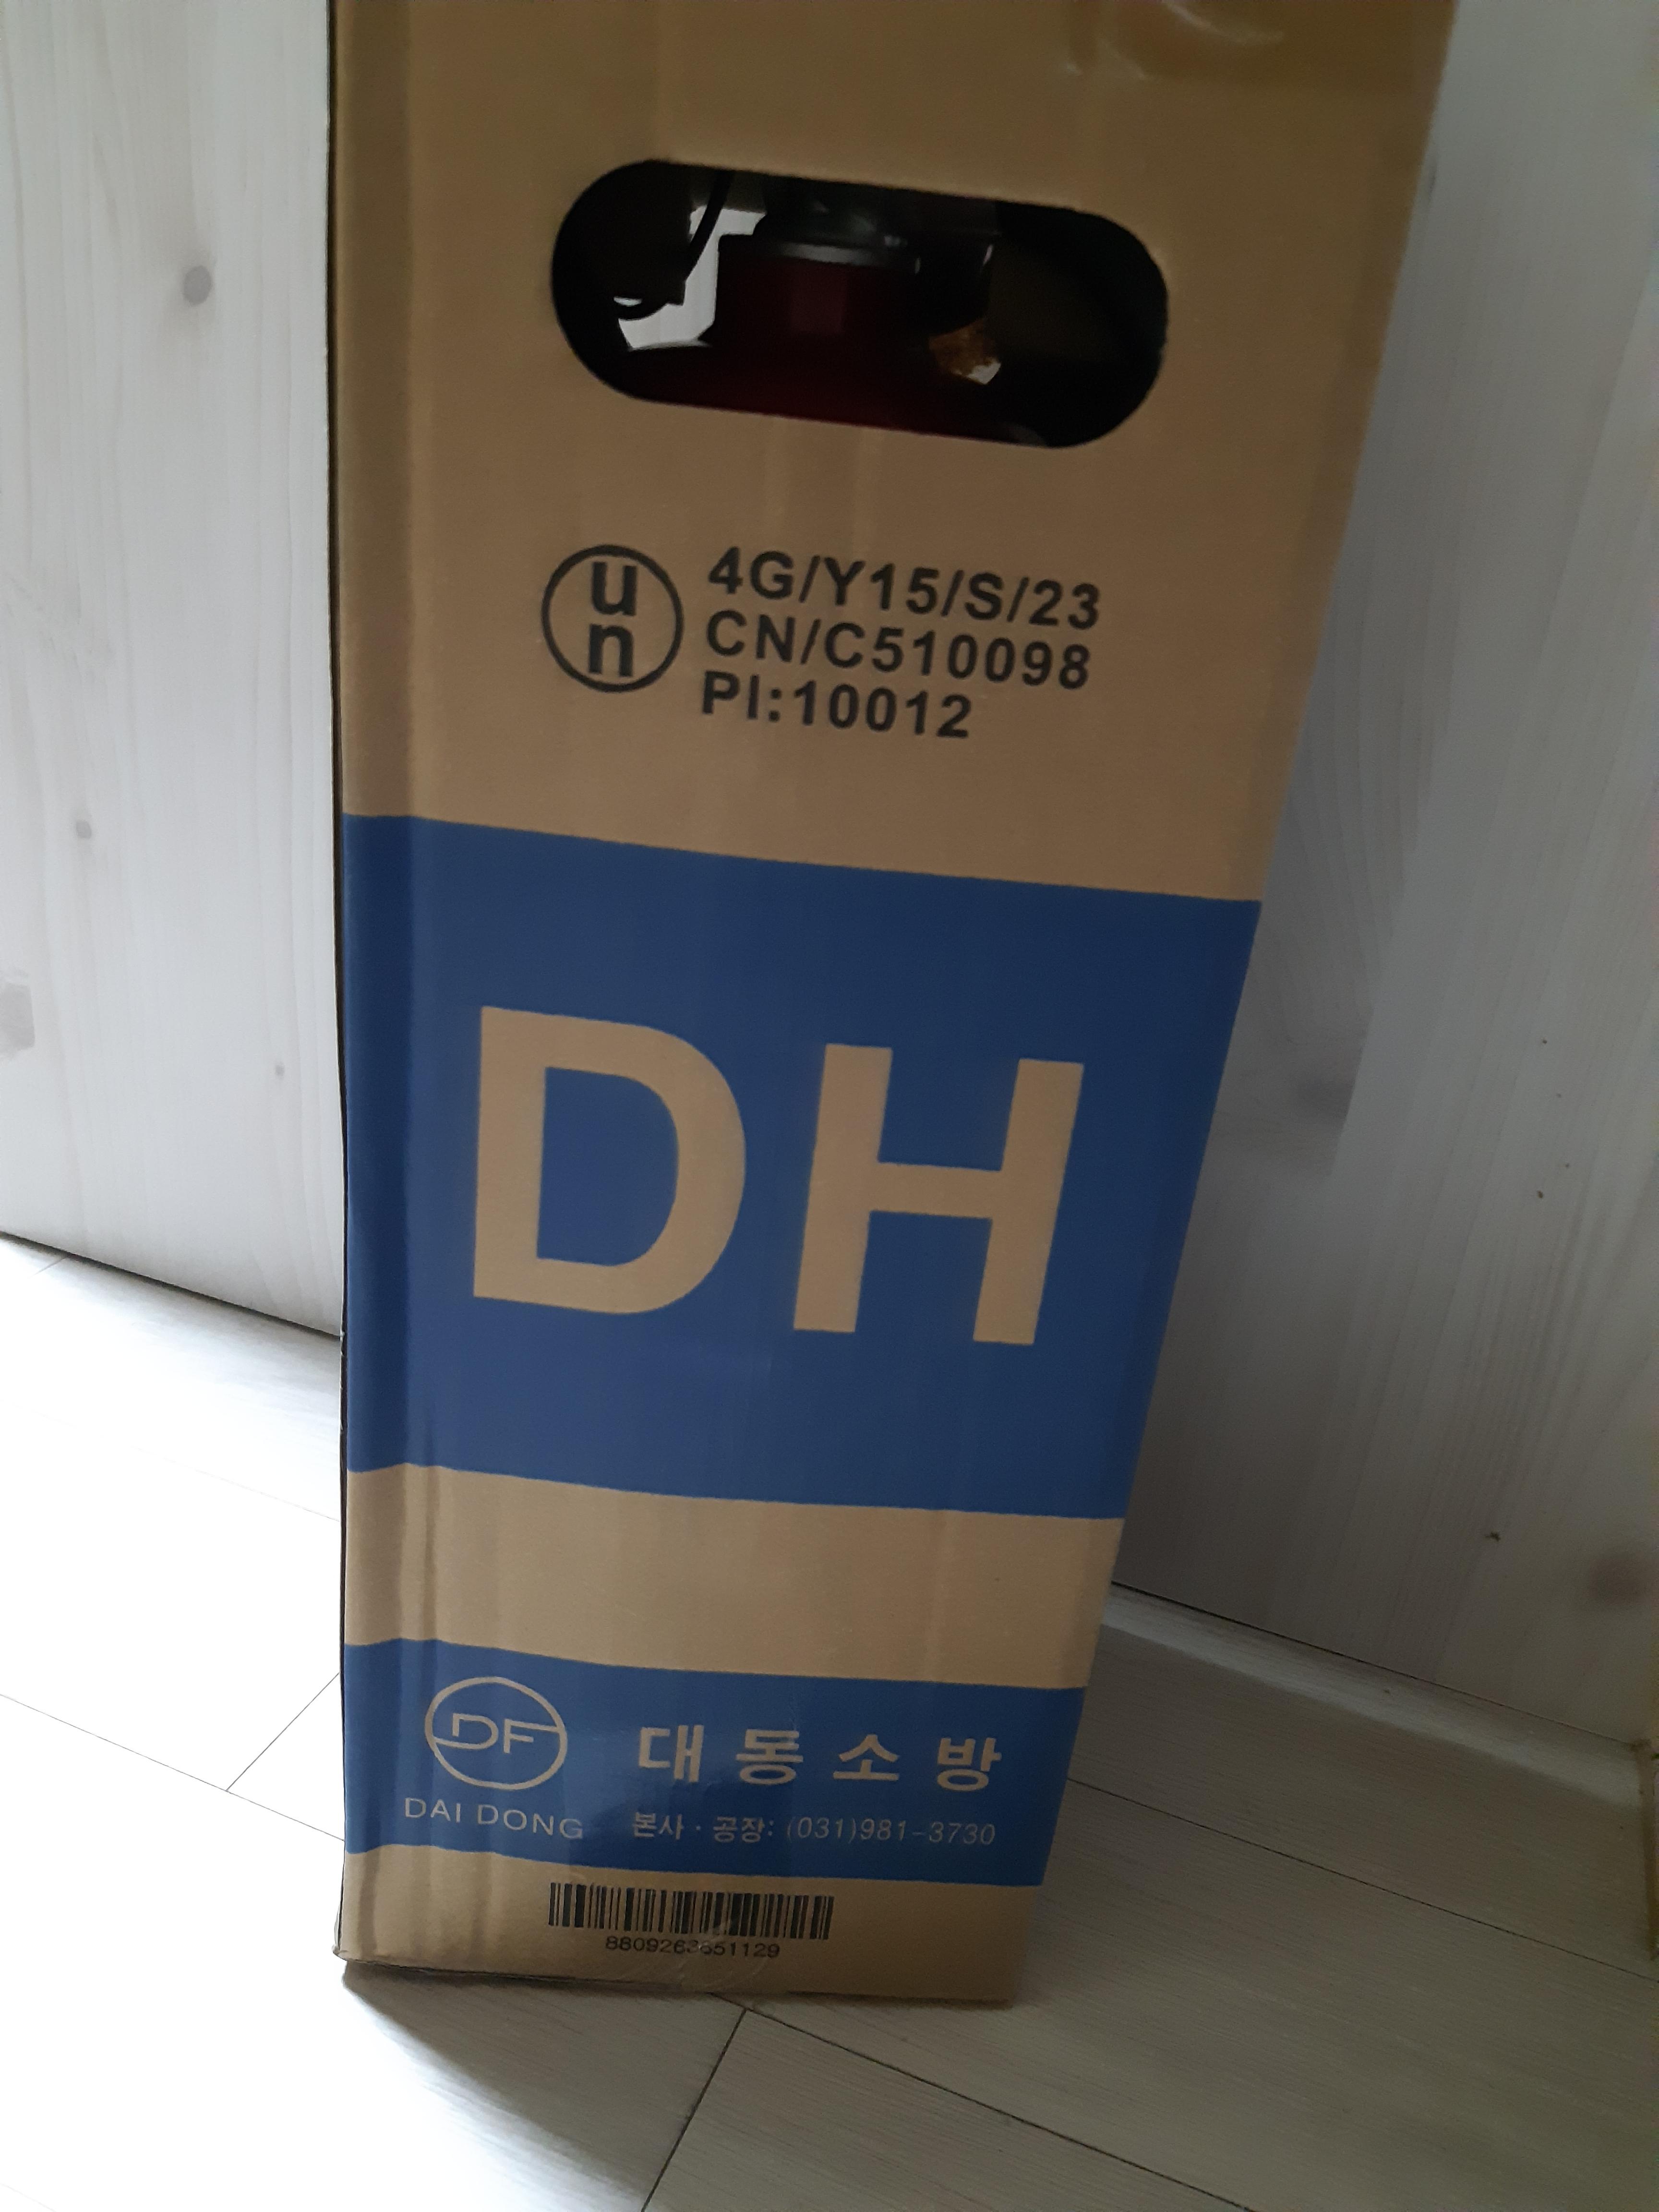 un
4G/Y15/S/23
CN/C510098
PI:10012
DH
DF
DAI DONG
대동소방
본사·공장: (031)981-3730